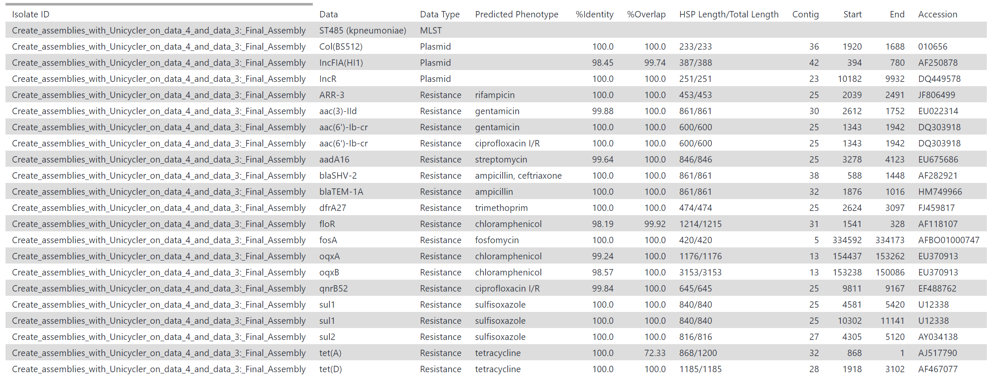 Isolate ID Data Data Type Predicted Phenotype %Identity %Overlap HSP Length/Total Length Contig Start End Accession
Create_assemblies_with_Unicycler_on_data_4_and_data_3:_Final_Assembly ST485 (kpneumoniae) MLST
Create_assemblies_with_Unicycler_on_data_4_and_data_3:_Final_Assembly Col(BS512) Plasmid 100.0 100.0 233/233 36 1920 1688 010656
Create_assemblies_with_Unicycler_on_data_4_and_data_3:_Final_Assembly IncFIA(HI1) Plasmid 98.45 99.74 387/388 42 394 780 AF250878
Create_assemblies_with_Unicycler_on_data_4_and_data_3:_Final_Assembly IncR Plasmid 100.0 100.0 251/251 23 10182 9932 DQ449578
Create_assemblies_with_Unicycler_on_data_4_and_data_3:_Final_Assembly ARR-3 Resistance rifampicin 100.0 100.0 453/453 25 2039 2491 JF806499
Create_assemblies_with_Unicycler_on_data_4_and_data_3:_Final_Assembly aac(3)-IId Resistance gentamicin 99.88 100.0 861/861 30 2612 1752 EU022314
Create_assemblies_with_Unicycler_on_data_4_and_data_3:_Final_Assembly aac(6')-Ib-cr Resistance gentamicin 100.0 100.0 600/600 25 1343 1942 DQ303918
Create_assemblies_with_Unicycler_on_data_4_and_data_3:_Final_Assembly aac(6')-Ib-cr Resistance ciprofloxacin I/R 100.0 100.0 600/600 25 1343 1942 DQ303918
Create_assemblies_with_Unicycler_on_data_4_and_data_3:_Final_Assembly aadA16 Resistance streptomycin 99.64 100.0 846/846 25 3278 4123 EU675686
Create_assemblies_with_Unicycler_on_data_4_and_data_3:_Final_Assembly blaSHV-2 Resistance ampicillin, ceftriaxone 100.0 100.0 861/861 38 588 1448 AF282921
Create_assemblies_with_Unicycler_on_data_4_and_data_3:_Final_Assembly blaTEM-1A Resistance ampicillin 100.0 100.0 861/861 32 1876 1016 HM749966
Create_assemblies_with_Unicycler_on_data_4_and_data_3:_Final_Assembly dfrA27 Resistance trimethoprim 100.0 100.0 474/474 25 2624 3097 FJ459817
Create_assemblies_with_Unicycler_on_data_4_and_data_3:_Final_Assembly floR Resistance chloramphenicol 98.19 99.92 1214/1215 31 1541 328 AF118107
Create_assemblies_with_Unicycler_on_data_4_and_data_3:_Final_Assembly fosA Resistance fosfomycin 100.0 100.0 420/420 5 334592 334173 AFBO01000747
Create_assemblies_with_Unicycler_on_data_4_and_data_3:_Final_Assembly oqxA Resistance chloramphenicol 99.24 100.0 1176/1176 13 154437 153262 EU370913
Create_assemblies_with_Unicycler_on_data_4_and_data_3:_Final_Assembly oqxB Resistance chloramphenicol 98.57 100.0 3153/3153 13 153238 150086 EU370913
Create_assemblies_with_Unicycler_on_data_4_and_data_3:_Final_Assembly qnrB52 Resistance ciprofloxacin I/R 99.84 100.0 645/645 25 9811 9167 EF488762
Create_assemblies_with_Unicycler_on_data_4_and_data_3:_Final_Assembly sul1 Resistance sulfisoxazole 100.0 100.0 840/840 25 4581 5420 U12338
Create_assemblies_with_Unicycler_on_data_4_and_data_3:_Final_Assembly sul1 Resistance sulfisoxazole 100.0 100.0 840/840 25 10302 11141 U12338
Create_assemblies_with_Unicycler_on_data_4_and_data_3:_Final_Assembly sul2 Resistance sulfisoxazole 100.0 100.0 816/816 27 4305 5120 AY034138
Create_assemblies_with_Unicycler_on_data_4_and_data_3:_Final_Assembly tet(A) Resistance tetracycline 100.0 72.33 868/1200 32 868 1 AJ517790
Create_assemblies_with_Unicycler_on_data_4_and_data_3:_Final_Assembly tet(D) Resistance tetracycline 100.0 100.0 1185/1185 28 1918 3102 AF467077